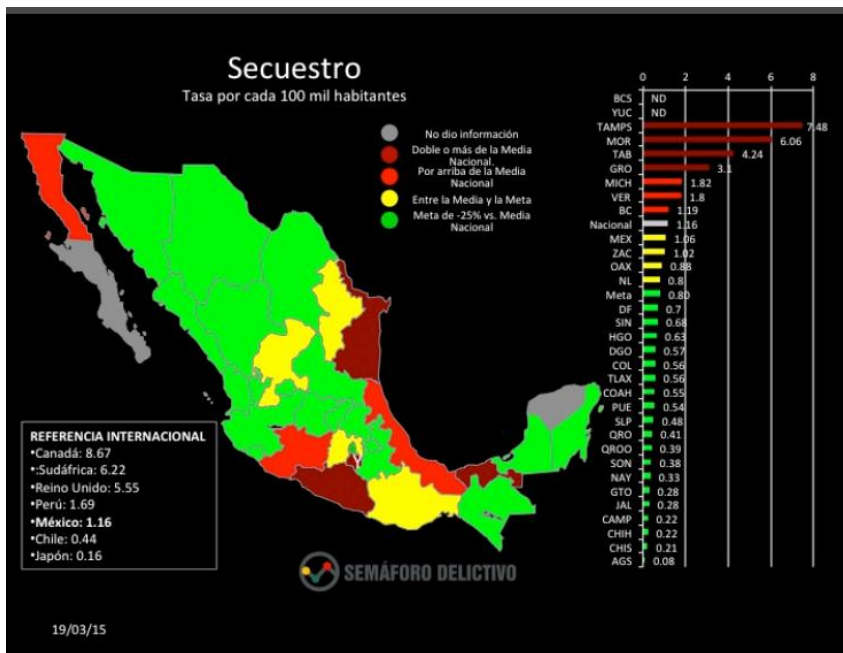 Secuestro
Tasa por cada 100 mil habitantes
No dio información
Doble o más de la Media
Nacional.
Por arriba de la Media
Nacional
Entre la Media y la Meta
Meta de -25% vs. Media
Nacional
0 2 4 6 8
BCS ND
YUC ND
TAMPS 7.48
MOR 6.06
TAB 4.24
GRO 3.1
MICH 1.82
VER 1.8
BC 1.19
Nacional 1.16
MEX 1.06
ZAC 1.02
OAX 0.88
NL 0.8
Meta 0.80
DF 0.7
SIN 0.68
HGO 0.63
DGO 0.57
COL 0.56
TLAX 0.56
COAH 0.55
PUE 0.54
SLP 0.48
QRO 0.41
QROO 0.39
SON 0.38
NAY 0.33
GTO 0.28
JAL 0.28
CAMP 0.22
CHIH 0.22
CHIS 0.21
AGS 0.08
REFERENCIA INTERNACIONAL
•Canadá: 8.67
•:Sudáfrica: 6.22
•Reino Unido: 5.55
•Perú: 1.69
•México: 1.16
•Chile: 0.44
•Japón: 0.16
SEMÁFORO DELICTIVO
19/03/15